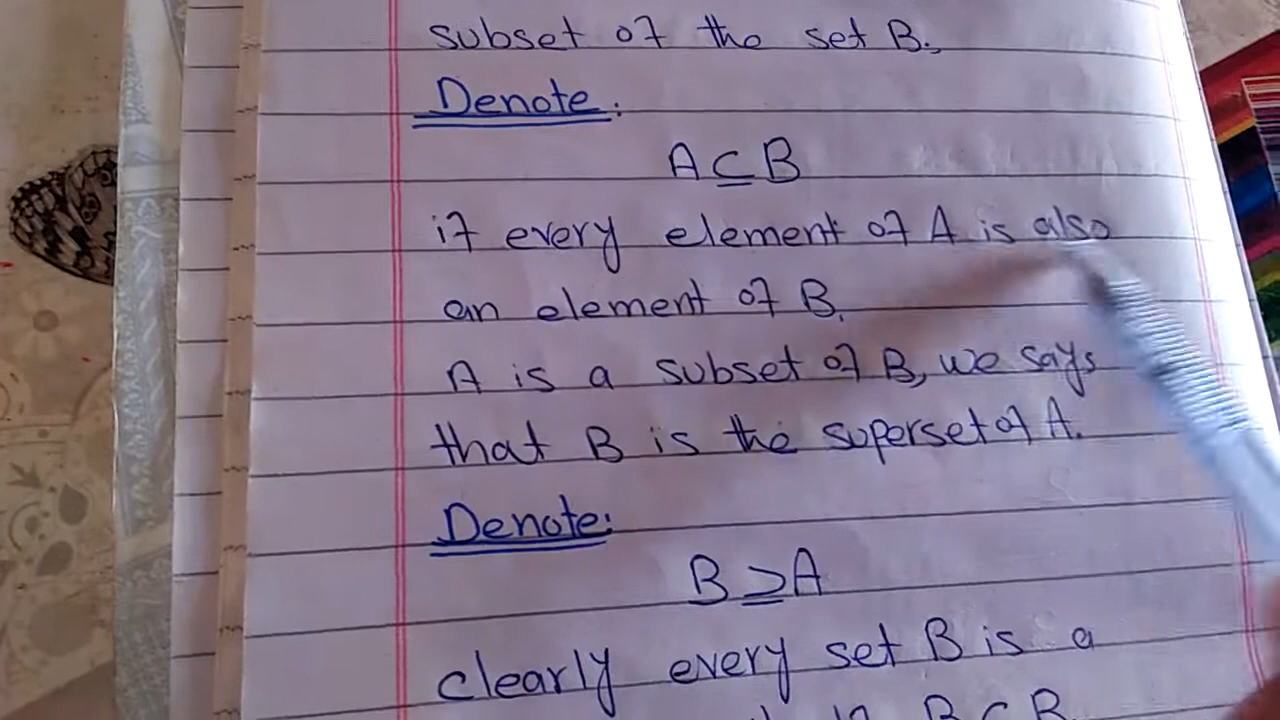 subset of the set B.
Denote:
A ⊆ B
if every element of A is also
an element of B.
A is a subset of B, we says
that B is the superset of A.
Denote:
B ⊇ A
clearly every set B is a